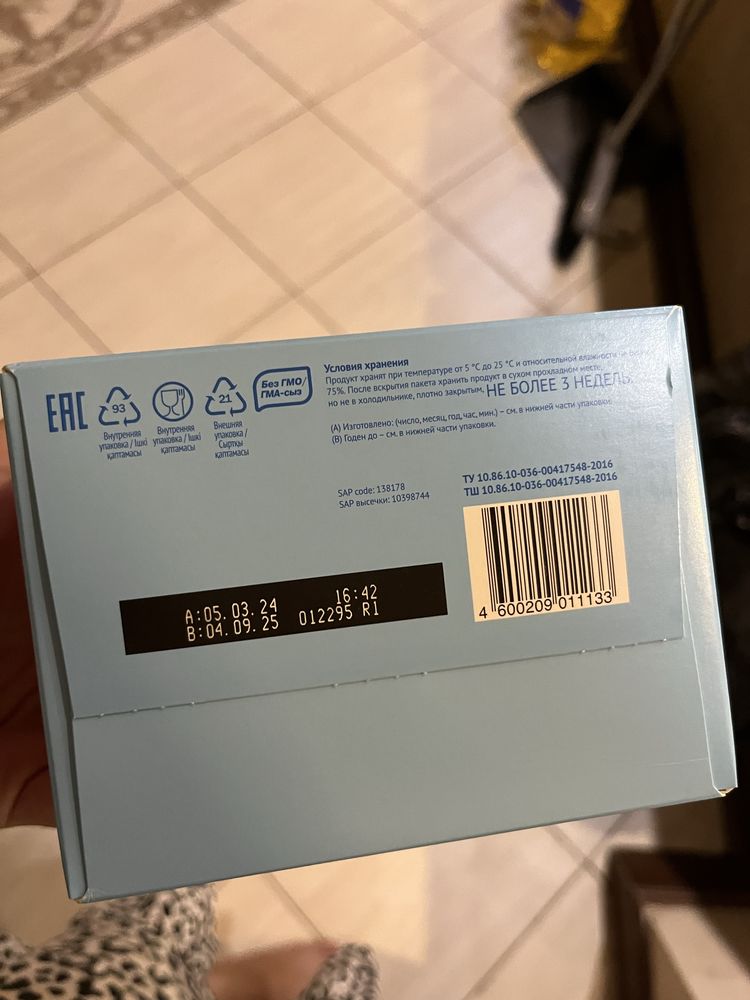 EAC
93
Внутренняя
упаковка / Ішкі
қаптамасы
Внутренняя
упаковка / Ішкі
қаптамасы
21
Внешняя
упаковка /
Сыртқы
қаптамасы
Без ГМО/
ГМА-сыз
Условия хранения
Продукт хранят при температуре от 5 °С до 25 °С и относительной влажности не более
75%. После вскрытия пакета хранить продукт в сухом прохладном месте,
но не в холодильнике, плотно закрытым, НЕ БОЛЕЕ 3 НЕДЕЛЬ.
(А) Изготовлено: (число, месяц, год, час, мин.) – см. в нижней части упаковки.
(В) Годен до – см. в нижней части упаковки.
SAP code: 138178
SAP высечки: 10398744
ТУ 10.86.10-036-00417548-2016
ТШ 10.86.10-036-00417548-2016
A:05.03.24 16:42
B:04.09.25 012295 R1
4 600209 011133